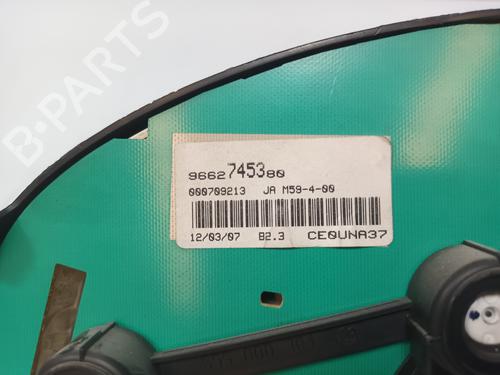 B-PARTS
9662745380
000709213 JA M59-4-00
12/03/07 B2.3 CEQUNA37